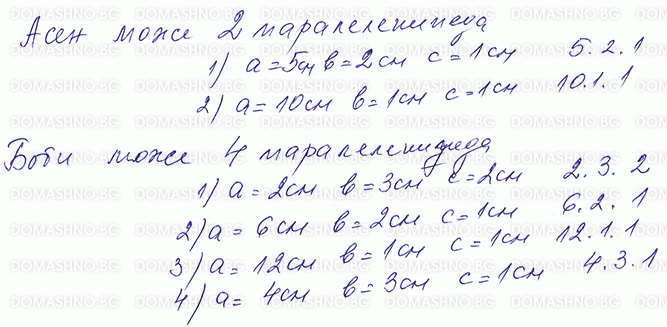 Асен може 2 паралелепипеда
1) a=5см в=2см c=1см 5.2.1
2) a=10см в=1см c=1см 10.1.1
Боби може 4 паралелепипеда
1) a=2см в=3см c=2см 2.3.2
2) a=6см в=2см c=1см 6.2.1
3) a=12см в=1см c=1см 12.1.1
4) a=4см в=3см c=1см 4.3.1